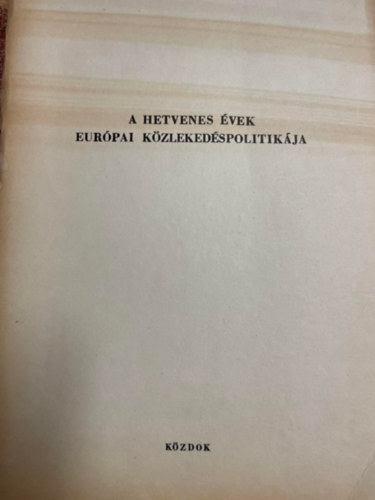 A HETVENES ÉVEK
EURÓPAI KÖZLEKEDÉSPOLITIKÁJA
KÖZDOK